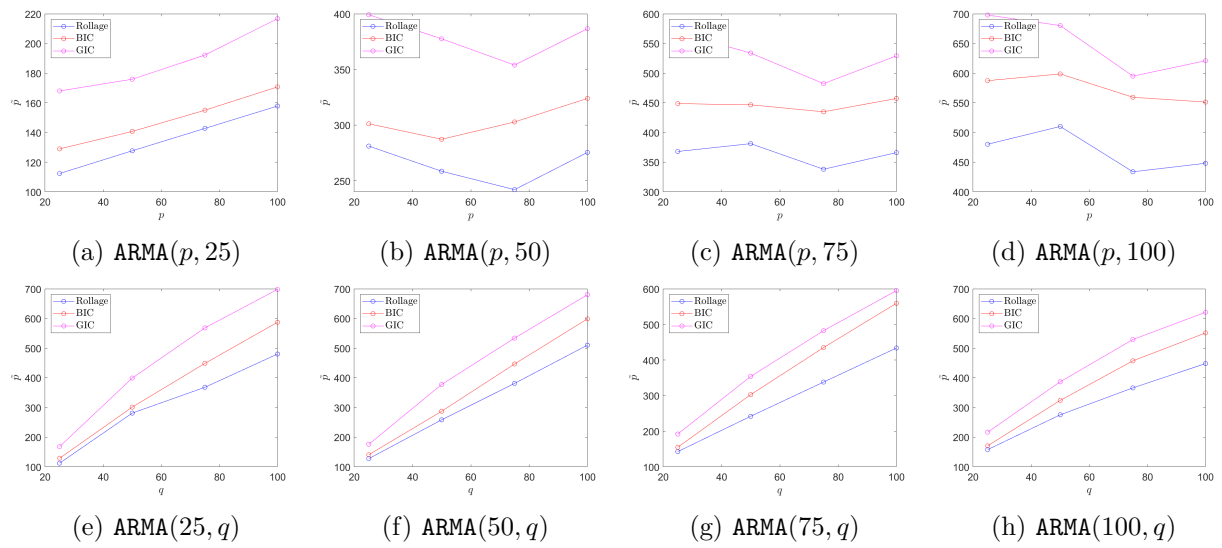 220
200
180
160
140
120
100
p̃
20 40 60 80 100
p
Rollage
BIC
GIC
(a) ARMA(p, 25)
400
350
300
250
p̃
20 40 60 80 100
p
Rollage
BIC
GIC
(b) ARMA(p, 50)
600
550
500
450
400
350
300
p̃
20 40 60 80 100
p
Rollage
BIC
GIC
(c) ARMA(p, 75)
700
650
600
550
500
450
400
p̃
20 40 60 80 100
p
Rollage
BIC
GIC
(d) ARMA(p, 100)
700
600
500
400
300
200
100
p̃
20 40 60 80 100
q
Rollage
BIC
GIC
(e) ARMA(25, q)
700
600
500
400
300
200
100
p̃
20 40 60 80 100
q
Rollage
BIC
GIC
(f) ARMA(50, q)
600
500
400
300
200
100
p̃
20 40 60 80 100
q
Rollage
BIC
GIC
(g) ARMA(75, q)
700
600
500
400
300
200
100
p̃
20 40 60 80 100
q
Rollage
BIC
GIC
(h) ARMA(100, q)